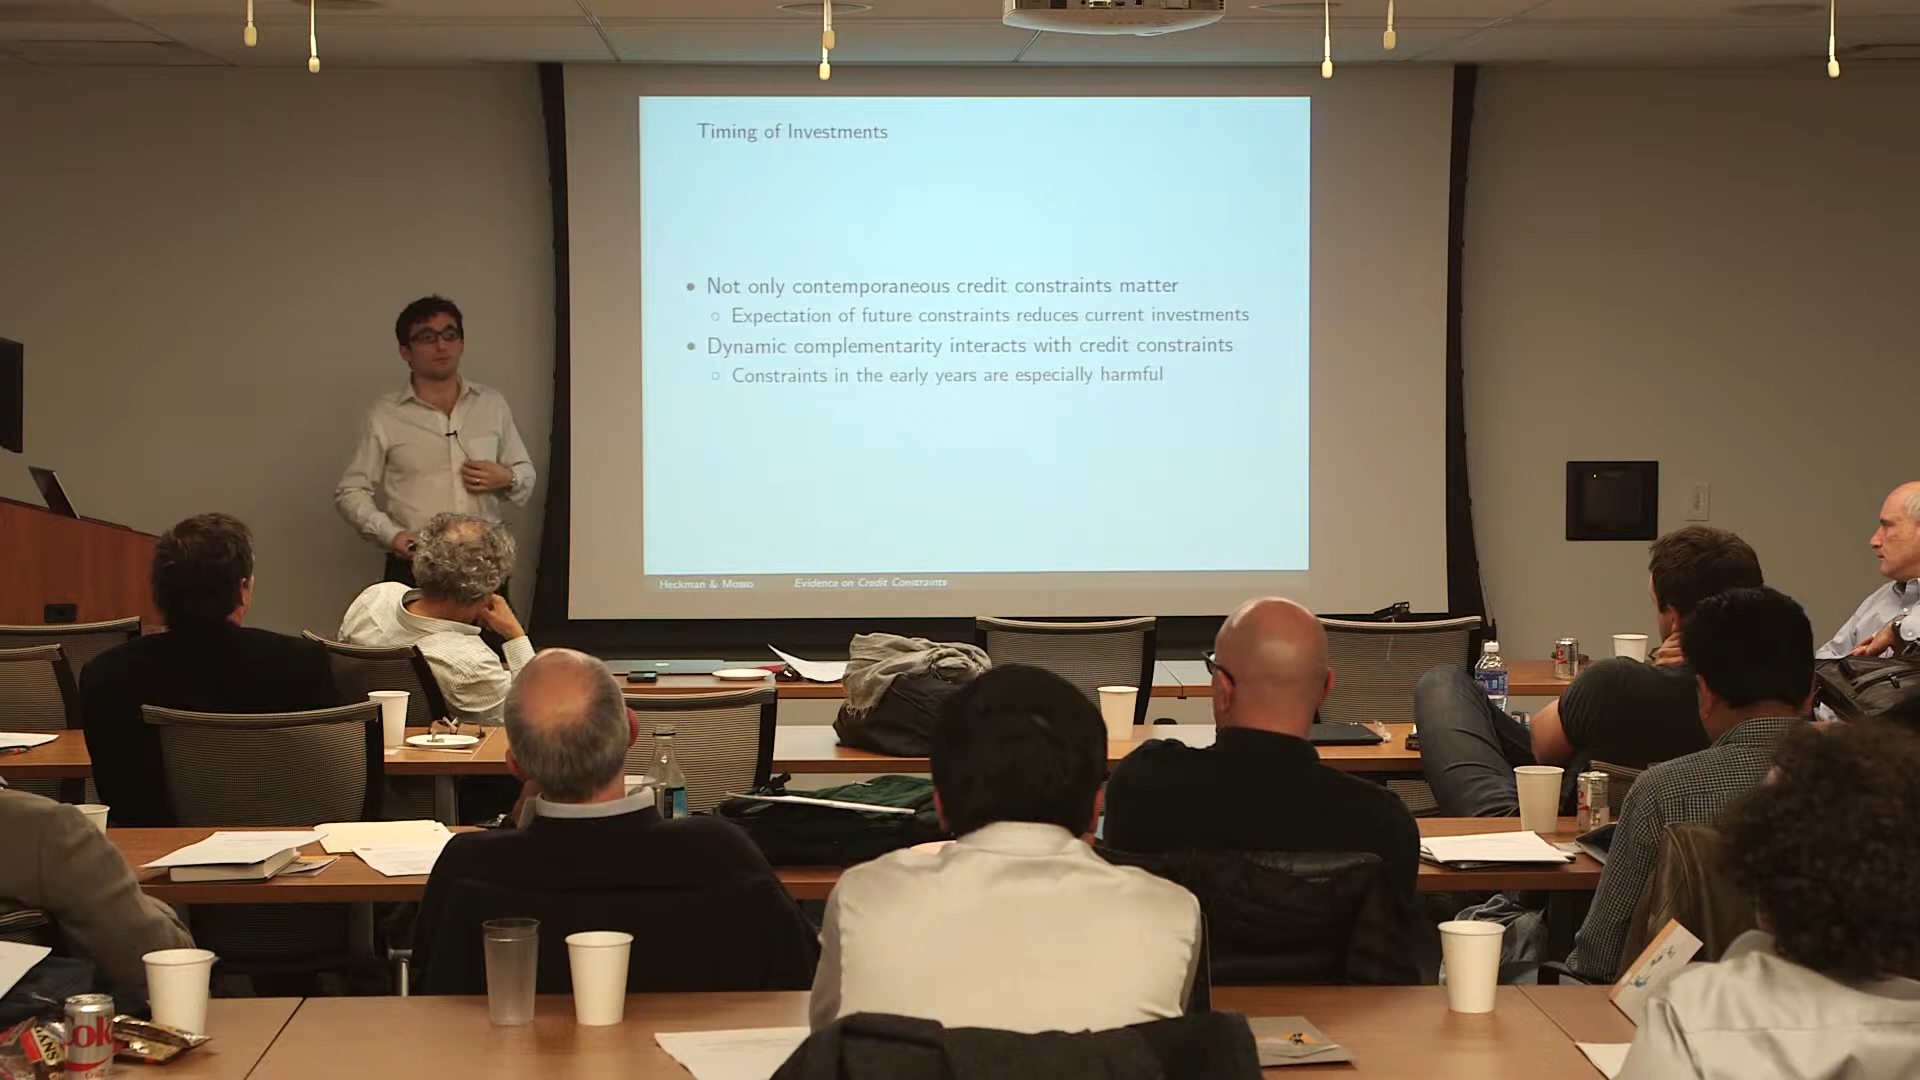 Timing of Investments
Not only contemporaneous credit constraints matter
Expectation of future constraints reduces current investments
Dynamic complementarity interacts with credit constraints
Constraints in the early years are especially harmful
Heckman & Mosso Evidence on Credit Constraints